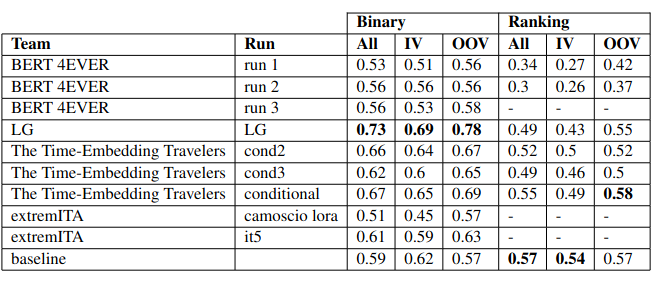 Binary Ranking
Team Run All IV OOV All IV OOV
BERT 4EVER run 1 0.53 0.51 0.56 0.34 0.27 0.42
BERT 4EVER run 2 0.56 0.56 0.56 0.3 0.26 0.37
BERT 4EVER run 3 0.56 0.53 0.58 - - -
LG LG 0.73 0.69 0.78 0.49 0.43 0.55
The Time-Embedding Travelers cond2 0.66 0.64 0.67 0.52 0.5 0.52
The Time-Embedding Travelers cond3 0.62 0.6 0.65 0.49 0.46 0.5
The Time-Embedding Travelers conditional 0.67 0.65 0.69 0.55 0.49 0.58
extremITA camoscio lora 0.51 0.45 0.57 - - -
extremITA it5 0.61 0.59 0.63 - - -
baseline 0.59 0.62 0.57 0.57 0.54 0.57